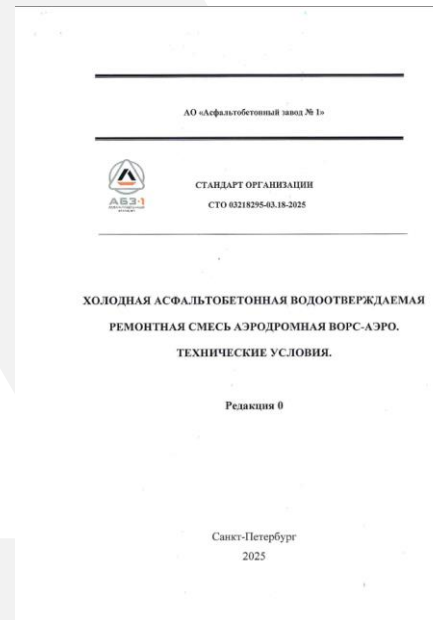 АО «Асфальтобетонный завод № 1»
АБЗ-1
СТАНДАРТ ОРГАНИЗАЦИИ
СТО 03218295-03.18-2025
ХОЛОДНАЯ АСФАЛЬТОБЕТОННАЯ ВОДООТВЕРЖДАЕМАЯ
РЕМОНТНАЯ СМЕСЬ АЭРОДРОМНАЯ ВОРС-АЭРО.
ТЕХНИЧЕСКИЕ УСЛОВИЯ.
Редакция 0
Санкт-Петербург
2025